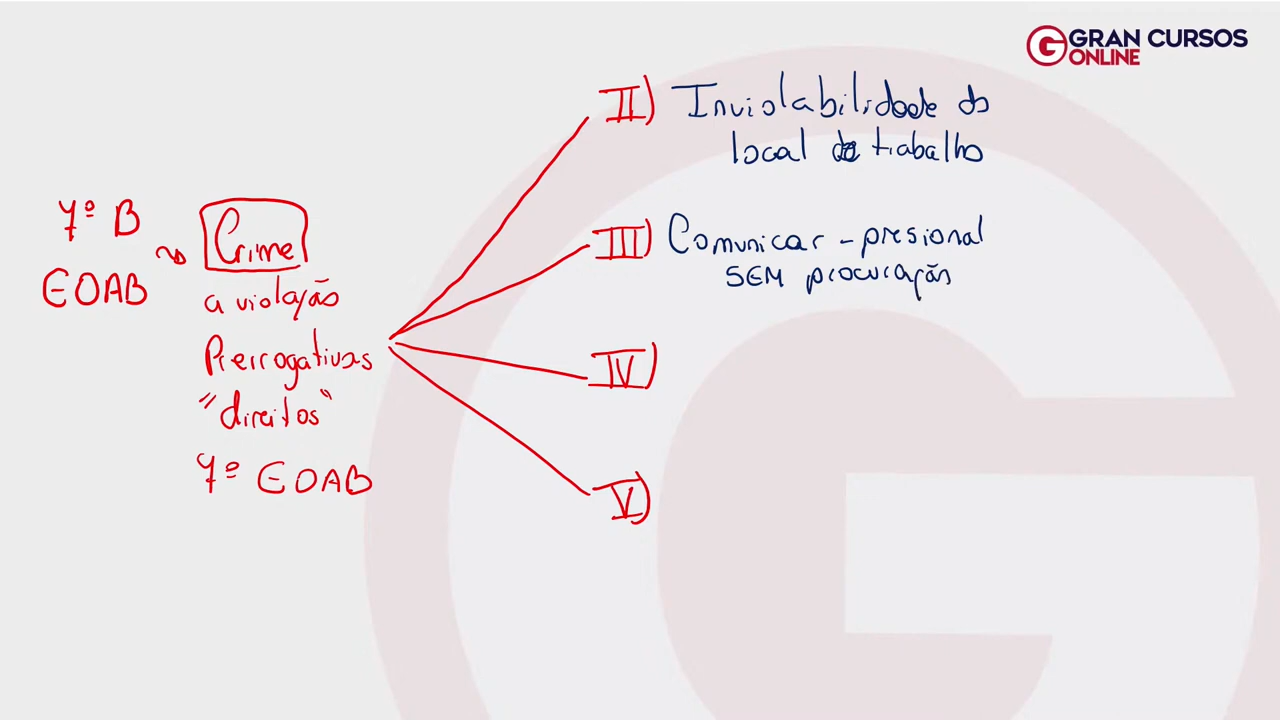 GRAN CURSOS
ONLINE
7º B
EOAB
Crime
a violação
Prerrogativas
"direitos"
7º EOAB
II) Inviolabilidade do
local de trabalho
III) Comunicar - presional
SEM procuração
IV)
V)